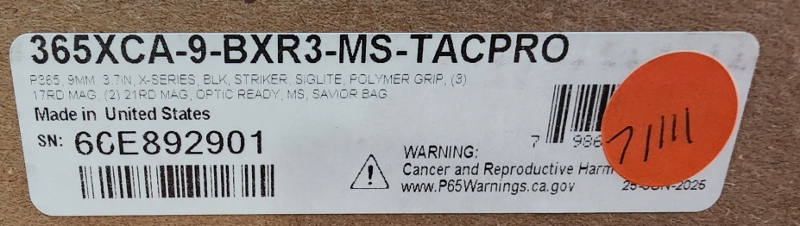 365XCA-9-BXR3-MS-TACPRO
P365, 9MM, 3.7IN, X-SERIES, BLK, STRIKER, SIGLITE, POLYMER GRIP, (3)
17RD MAG, (2) 21RD MAG, OPTIC READY, MS, SAVIOR BAG
Made in United States
SN: 6CE892901
7 986
WARNING:
Cancer and Reproductive Harm
www.P65Warnings.ca.gov
25-JUN-2025